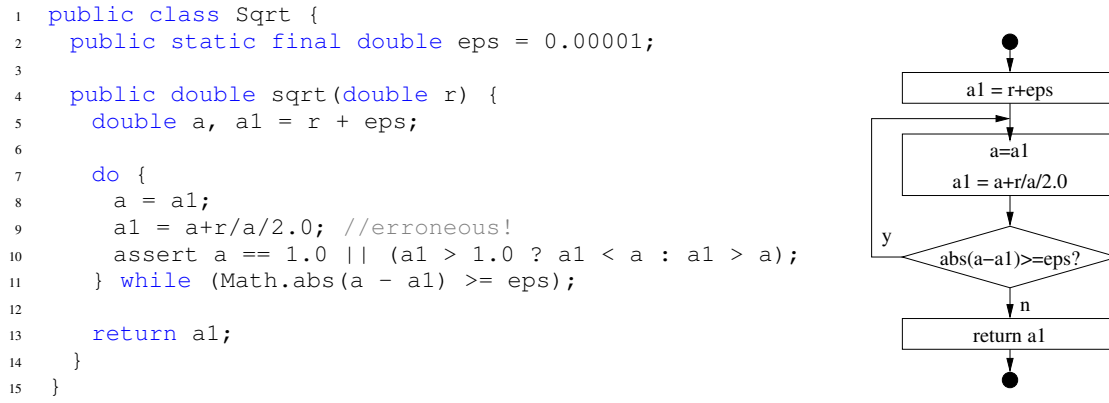 1 public class Sqrt {
2 public static final double eps = 0.00001;
3
4 public double sqrt(double r) {
5 double a, a1 = r + eps;
6
7 do {
8 a = a1;
9 a1 = a+r/a/2.0; //erroneous!
10 assert a == 1.0 || (a1 > 1.0 ? a1 < a : a1 > a);
11 } while (Math.abs(a - a1) >= eps);
12
13 return a1;
14 }
15 }
a1 = r+eps
a=a1
a1 = a+r/a/2.0
y
abs(a−a1)>=eps?
n
return a1